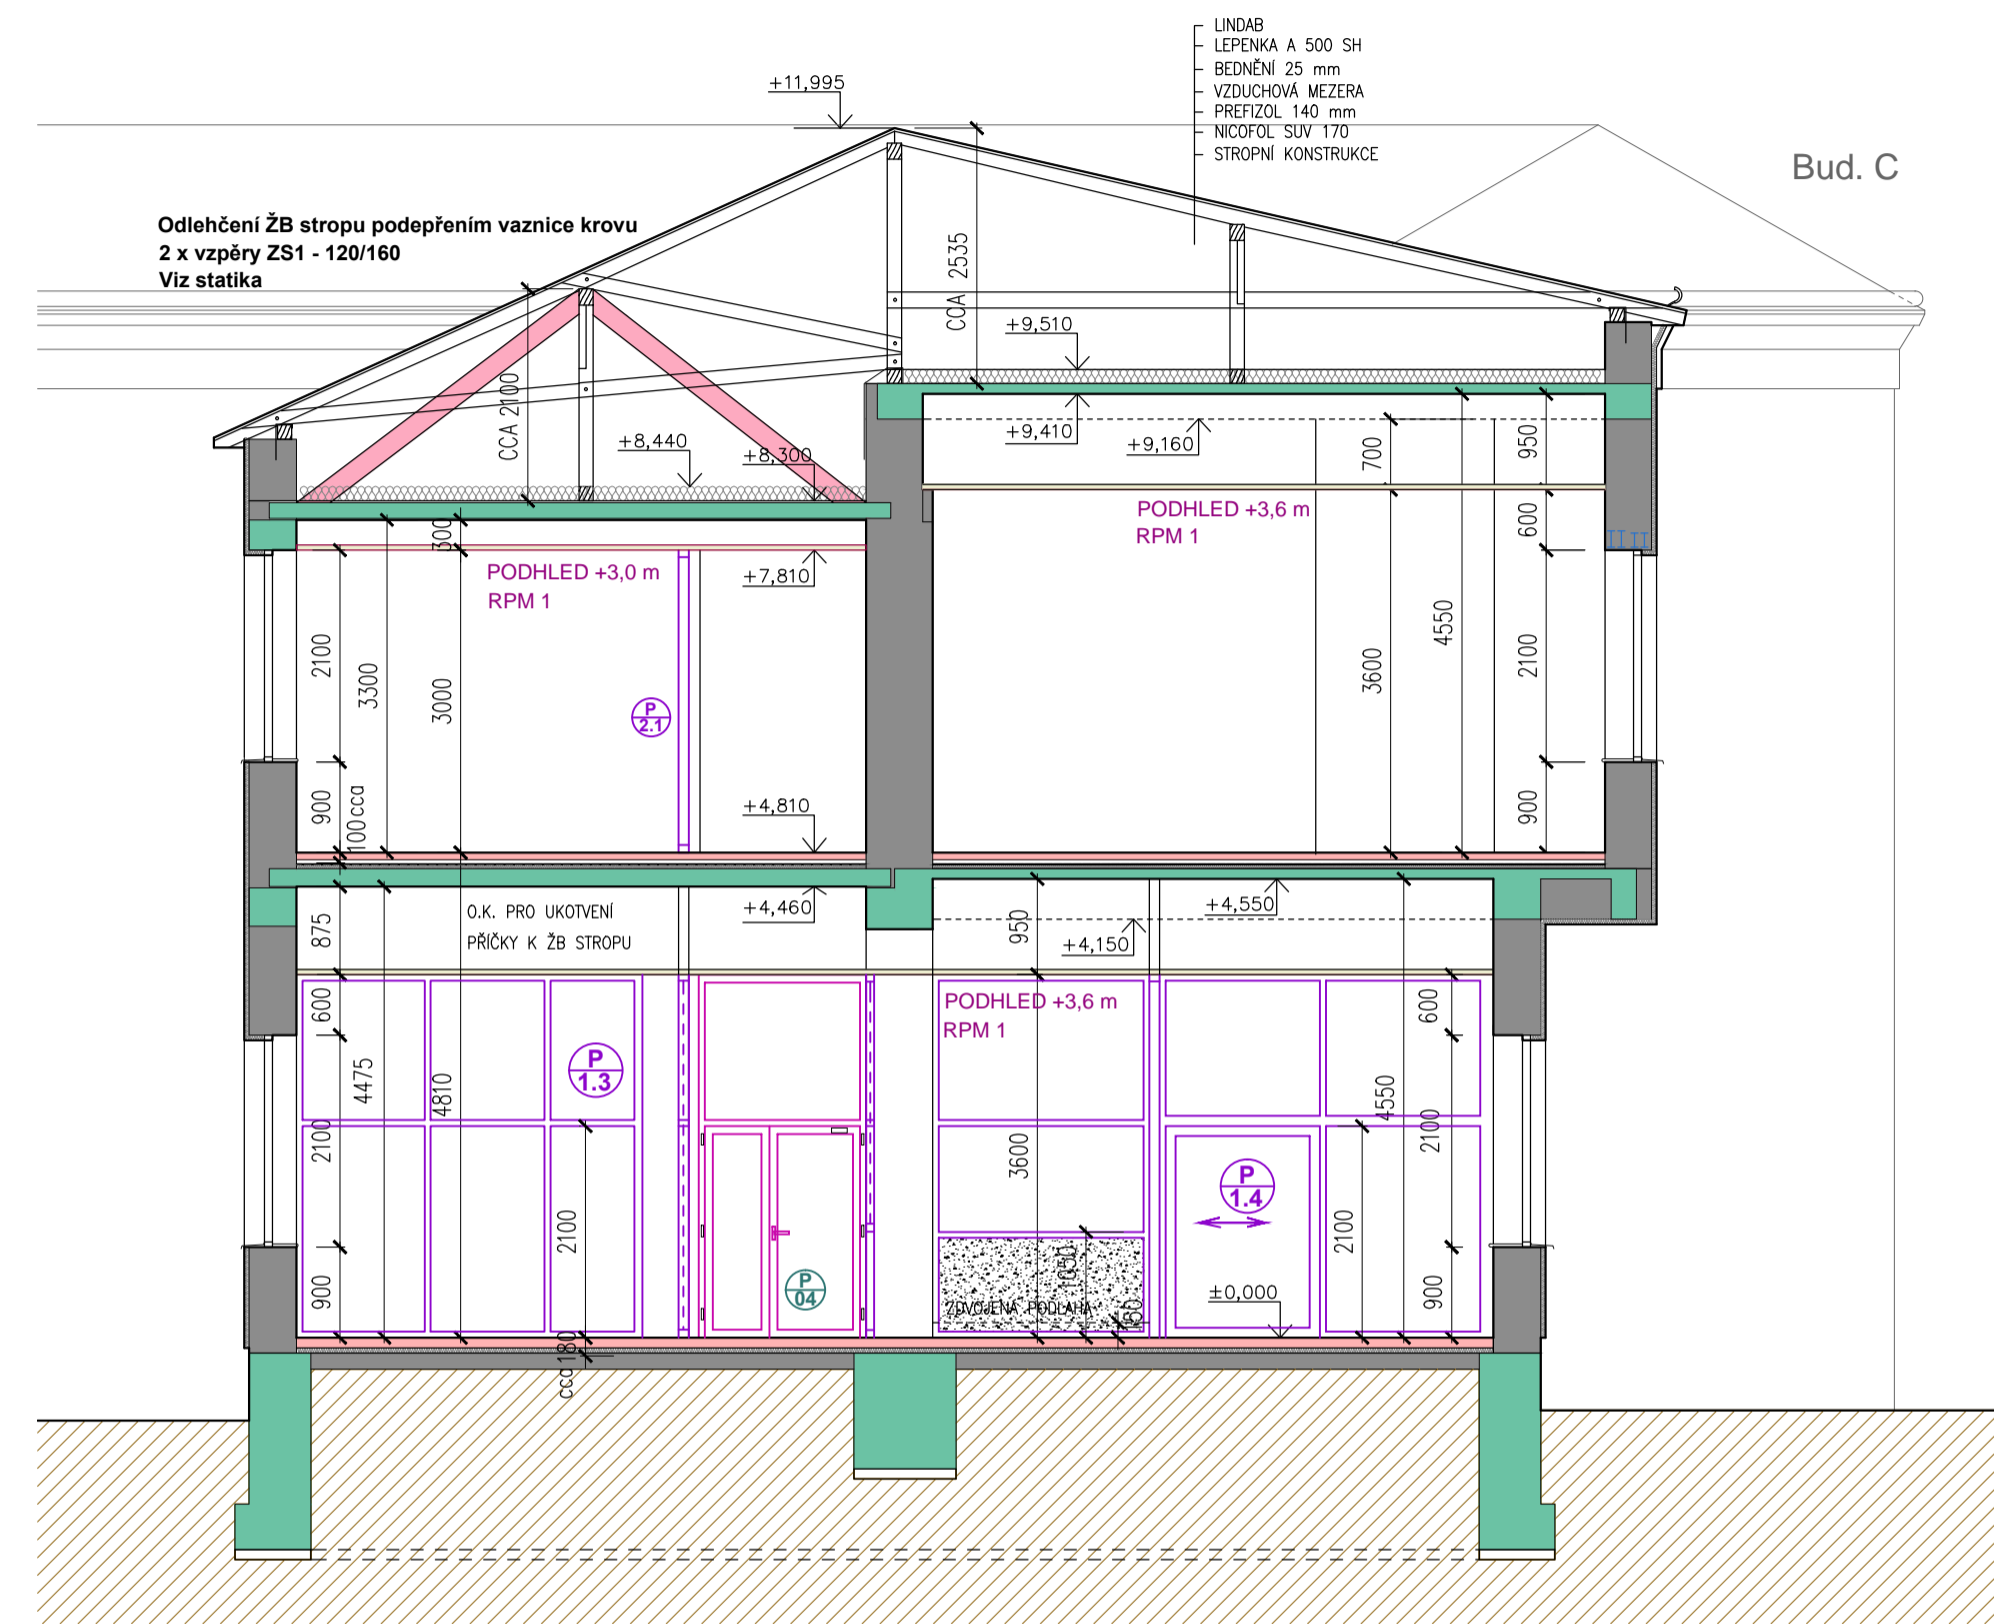 LINDAB
LEPENKA A 500 SH
BEDNĚNÍ 25 mm
VZDUCHOVÁ MEZERA
PREFIZOL 140 mm
NICOFOL SUV 170
STROPNÍ KONSTRUKCE
+11,995
Bud. C
Odlehčení ŽB stropu podepřením vaznice krovu
2 x vzpěry ZS1 - 120/160
Viz statika
CCA 2535
+9,510
CCA 2100
+8,440
+8,300
+9,410
+9,160
700
950
300
PODHLED +3,0 m
RPM 1
+7,810
PODHLED +3,6 m
RPM 1
600
2100
3300
3000
P
2.1
3600
4550
2100
900
100cca
+4,810
900
875
O.K. PRO UKOTVENÍ
PŘÍČKY K ŽB STROPU
+4,460
950
+4,550
+4,150
600
PODHLED +3,6 m
RPM 1
600
P
1.3
4475
4810
2100
3600
4550
2100
P
1.4
2100
2100
900
P
04
1050
ZDVOJENÁ PODLAHA
160
±0,000
900
cca 180